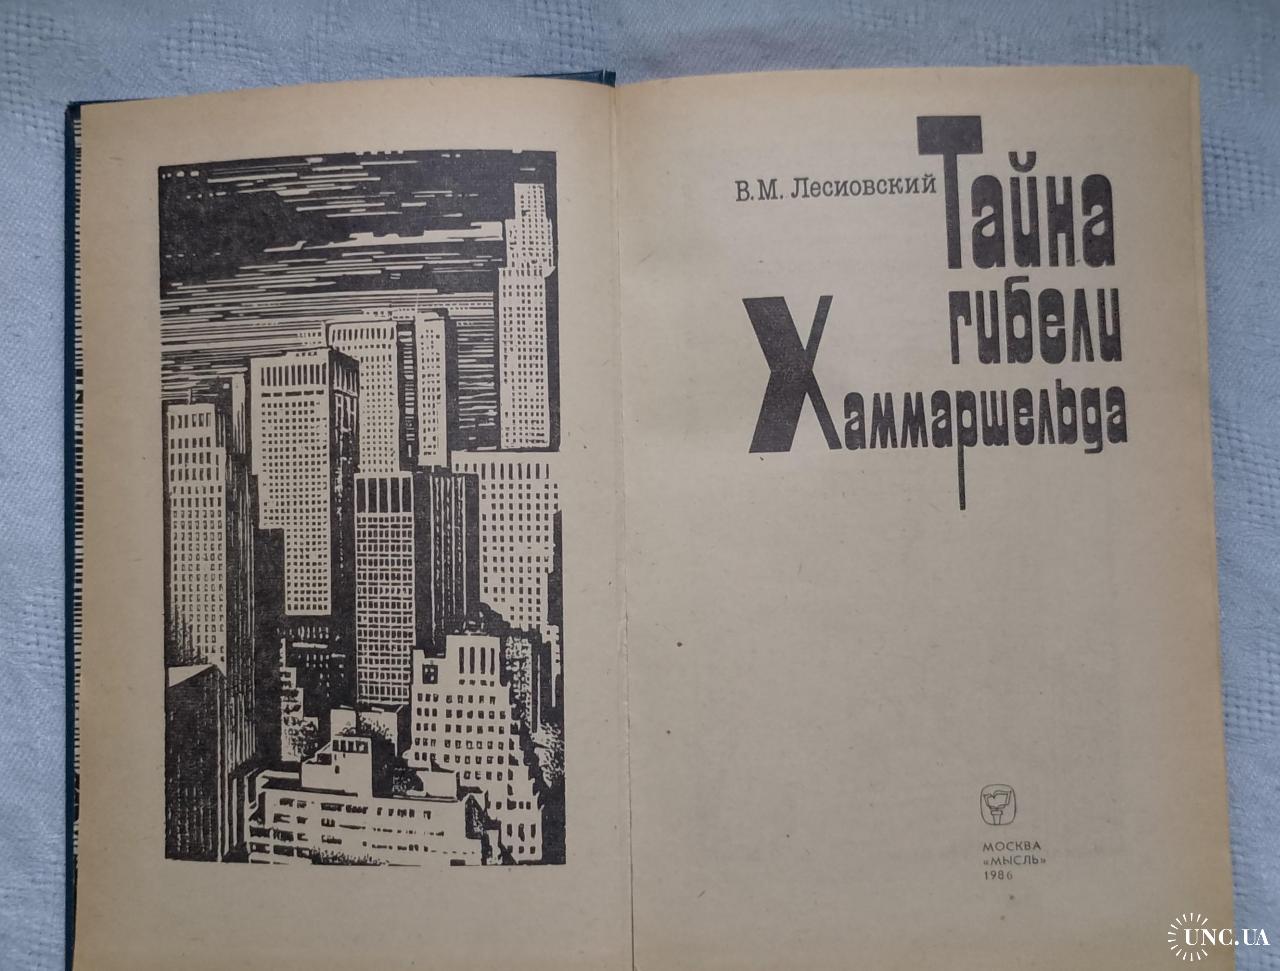 В.М. Лесиовский
Тайна
гибели
Хаммаршельда
МОСКВА
«МЫСЛЬ»
1986
UNC.UA